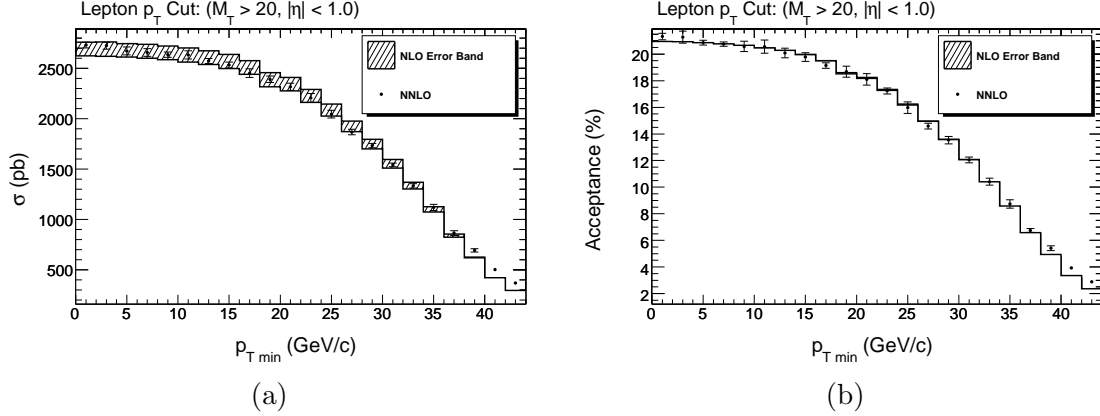 Lepton p_T Cut: (M_T > 20, |η| < 1.0)
NLO Error Band
NNLO
σ (pb)
2500
2000
1500
1000
500
0 5 10 15 20 25 30 35 40
p_T min (GeV/c)
(a)
Lepton p_T Cut: (M_T > 20, |η| < 1.0)
NLO Error Band
NNLO
Acceptance (%)
20
18
16
14
12
10
8
6
4
2
0 5 10 15 20 25 30 35 40
p_T min (GeV/c)
(b)